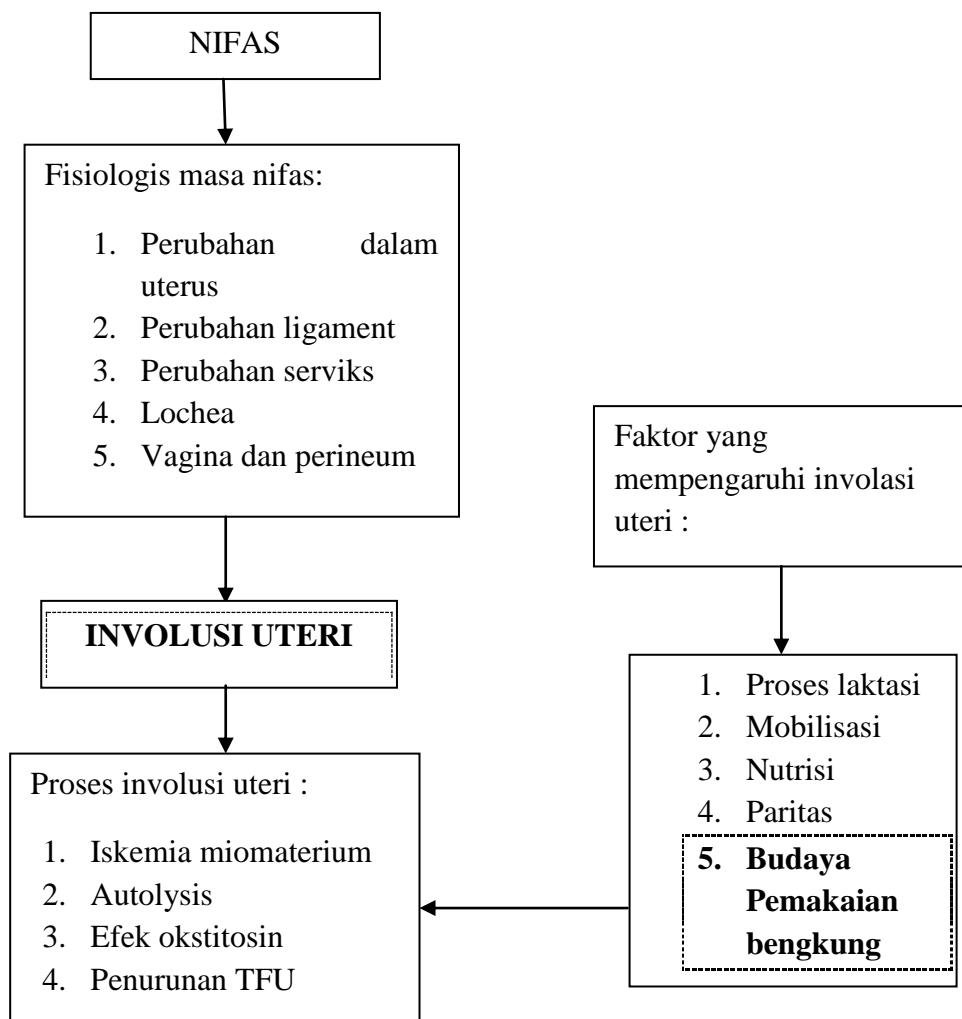 NIFAS
Fisiologis masa nifas:
1. Perubahan dalam
uterus
2. Perubahan ligament
3. Perubahan serviks
4. Lochea
5. Vagina dan perineum
INVOLUSI UTERI
Proses involusi uteri :
1. Iskemia miomaterium
2. Autolysis
3. Efek okstitosin
4. Penurunan TFU
Faktor yang
mempengaruhi involasi
uteri :
1. Proses laktasi
2. Mobilisasi
3. Nutrisi
4. Paritas
5. Budaya
Pemakaian
bengkung